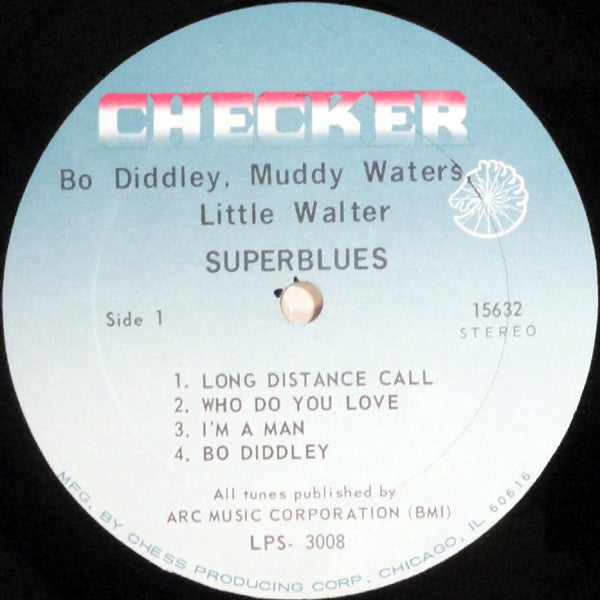 CHECKER
Bo Diddley, Muddy Waters,
Little Walter
SUPERBLUES
Side 1
15632
STEREO
1. LONG DISTANCE CALL
2. WHO DO YOU LOVE
3. I'M A MAN
4. BO DIDDLEY
All tunes published by
ARC MUSIC CORPORATION (BMI)
LPS- 3008
MFG. BY CHESS PRODUCING CORP. CHICAGO, IL 60616